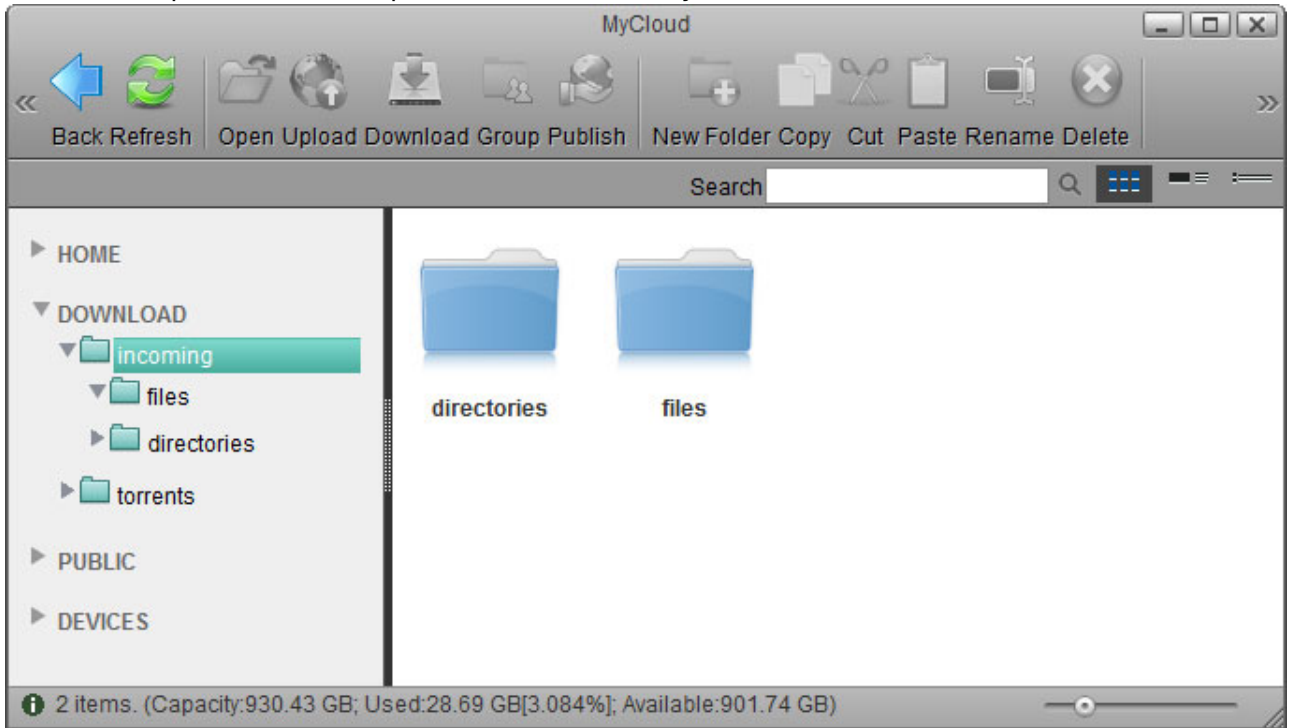 MyCloud
Back Refresh Open Upload Download Group Publish New Folder Copy Cut Paste Rename Delete
Search
HOME
DOWNLOAD
incoming
files
directories
torrents
PUBLIC
DEVICES
directories files
2 items. (Capacity:930.43 GB; Used:28.69 GB[3.084%]; Available:901.74 GB)